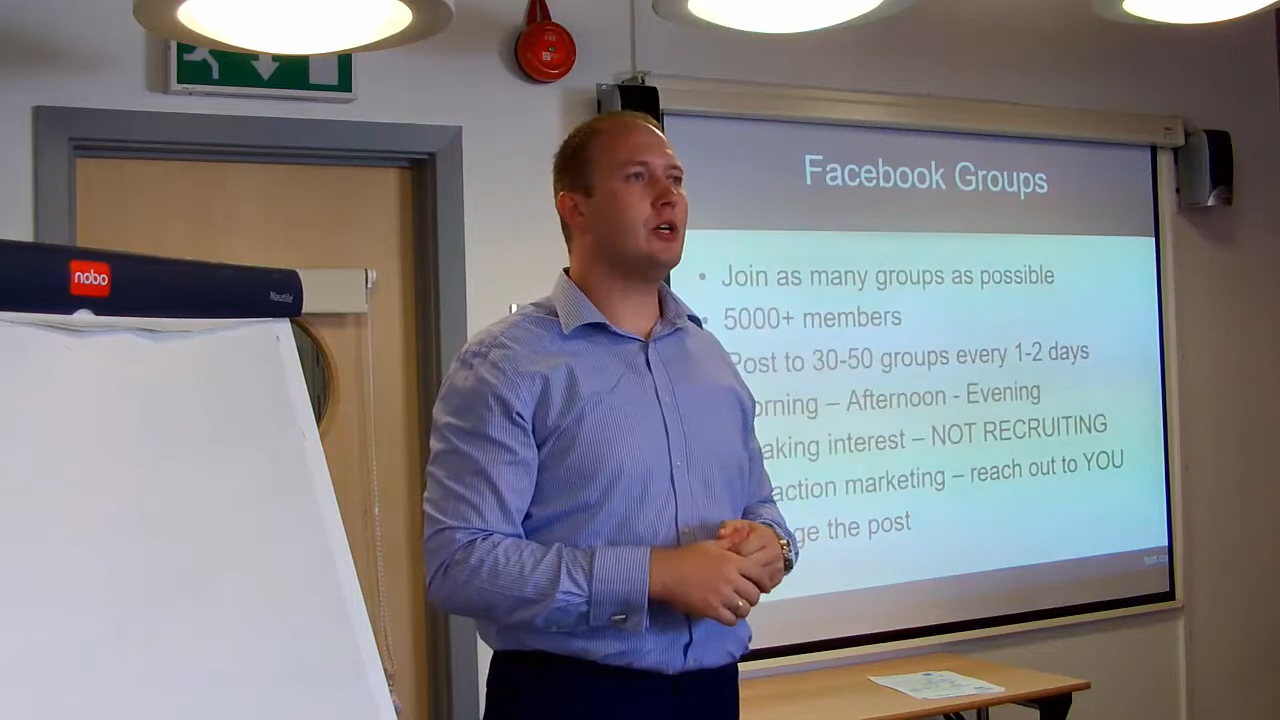 nobo
Nautile
Facebook Groups
• Join as many groups as possible
5000+ members
Post to 30-50 groups every 1-2 days
orning – Afternoon - Evening
aking interest – NOT RECRUITING
action marketing – reach out to YOU
ge the post